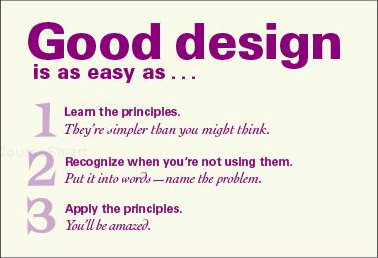 Good design
is as easy as . . .
1 Learn the principles.
They're simpler than you might think.
2 Recognize when you're not using them.
Put it into words—name the problem.
3 Apply the principles.
You'll be amazed.
CourseSmart